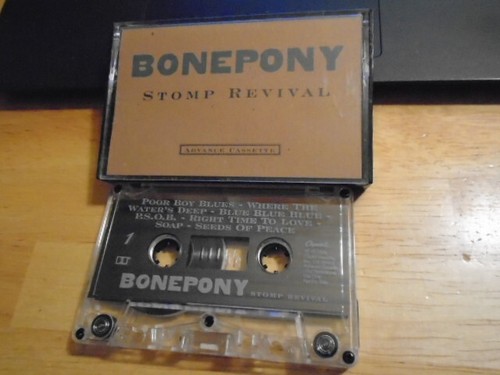 BONEPONY
STOMP REVIVAL
ADVANCE CASSETTE
POOR BOY BLUES - WHERE THE
WATER'S DEEP - BLUE BLUE BLUE -
P.S.O.B. - RIGHT TIME TO LOVE -
SOAP - SEEDS OF PEACE
1
BONEPONY
STOMP REVIVAL